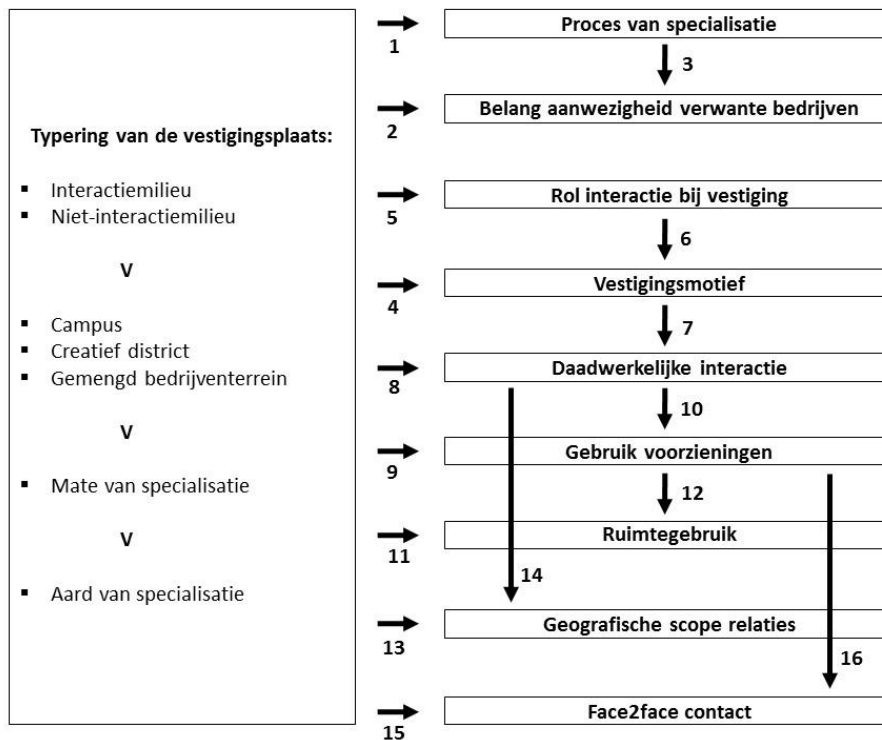 Typering van de vestigingsplaats:
▪ Interactiemilieu
▪ Niet-interactiemilieu
V
▪ Campus
▪ Creatief district
▪ Gemengd bedrijventerrein
V
▪ Mate van specialisatie
V
▪ Aard van specialisatie
1
Proces van specialisatie
3
2
Belang aanwezigheid verwante bedrijven
5
Rol interactie bij vestiging
6
4
Vestigingsmotief
7
8
Daadwerkelijke interactie
10
9
Gebruik voorzieningen
12
11
Ruimtegebruik
14
13
Geografische scope relaties
16
15
Face2face contact